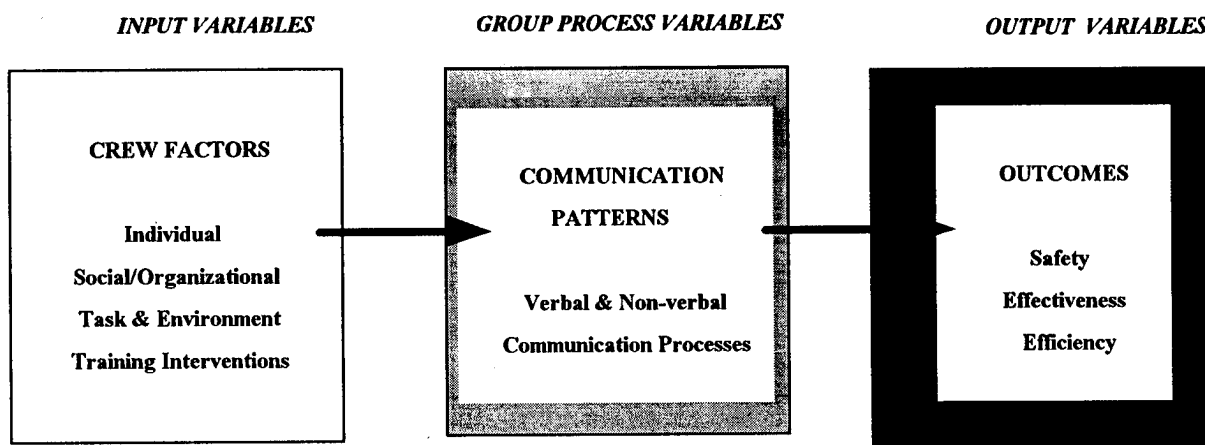 INPUT VARIABLES
GROUP PROCESS VARIABLES
OUTPUT VARIABLES
CREW FACTORS
Individual
Social/Organizational
Task & Environment
Training Interventions
COMMUNICATION
PATTERNS
Verbal & Non-verbal
Communication Processes
OUTCOMES
Safety
Effectiveness
Efficiency